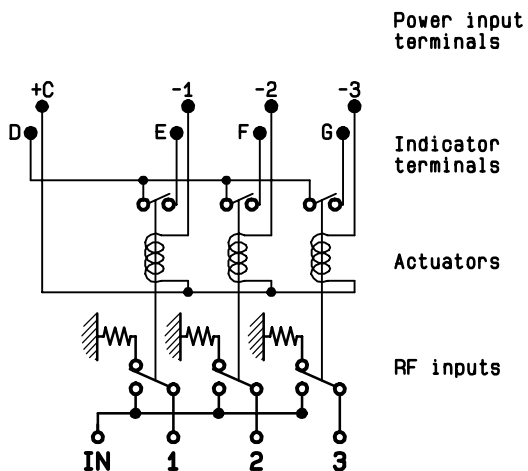 Power input
terminals
+C -1 -2 -3
D E F G
Indicator
terminals
Actuators
RF inputs
IN 1 2 3